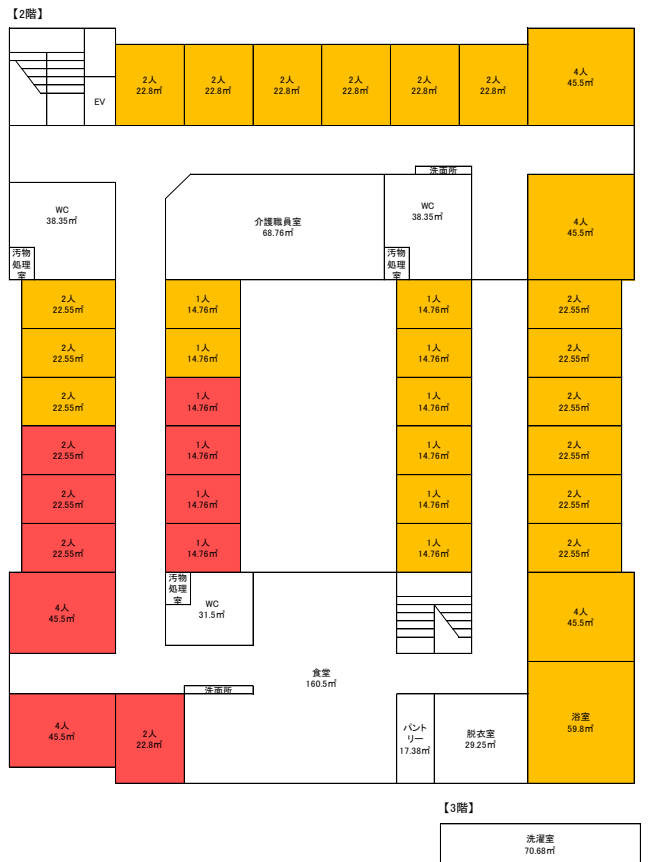 【2階】
EV
2人
22.8㎡
2人
22.8㎡
2人
22.8㎡
2人
22.8㎡
2人
22.8㎡
2人
22.8㎡
4人
45.5㎡
WC
38.35㎡
汚物
処理
室
介護職員室
68.76㎡
洗面所
WC
38.35㎡
汚物
処理
室
4人
45.5㎡
2人
22.55㎡
1人
14.76㎡
1人
14.76㎡
2人
22.55㎡
2人
22.55㎡
1人
14.76㎡
1人
14.76㎡
2人
22.55㎡
2人
22.55㎡
1人
14.76㎡
1人
14.76㎡
2人
22.55㎡
2人
22.55㎡
1人
14.76㎡
1人
14.76㎡
2人
22.55㎡
2人
22.55㎡
1人
14.76㎡
1人
14.76㎡
2人
22.55㎡
2人
22.55㎡
1人
14.76㎡
1人
14.76㎡
2人
22.55㎡
4人
45.5㎡
汚物
処理
室
WC
31.5㎡
4人
45.5㎡
食堂
160.5㎡
洗面所
4人
45.5㎡
2人
22.8㎡
パント
リー
17.38㎡
脱衣室
29.25㎡
浴室
59.8㎡
【3階】
洗濯室
70.68㎡